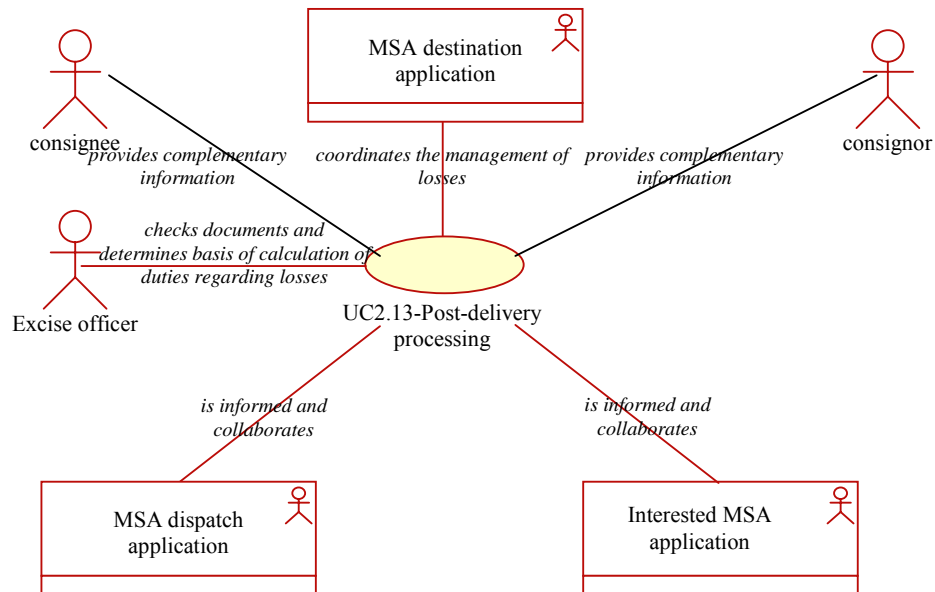 MSA destination
application
consignee
consignor
provides complementary
information
coordinates the management of
losses
provides complementary
information
checks documents and
determines basis of calculation of
duties regarding losses
Excise officer
UC2.13-Post-delivery
processing
is informed and
collaborates
is informed and
collaborates
MSA dispatch
application
Interested MSA
application